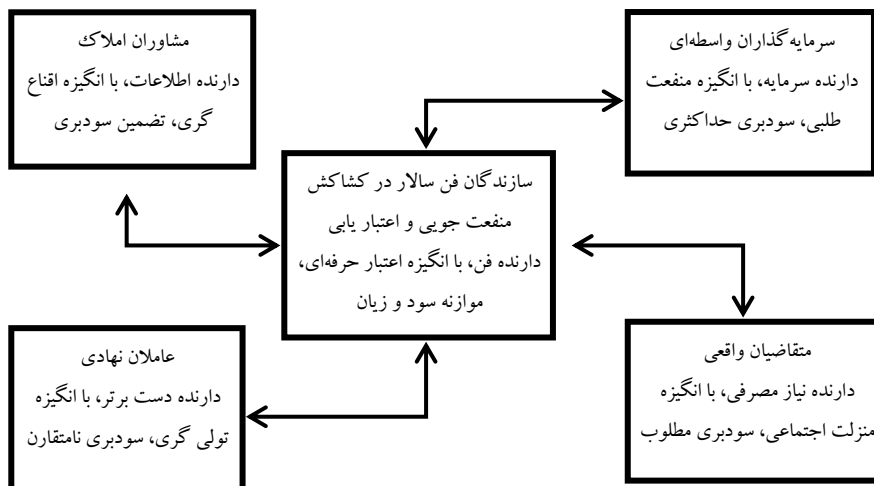 سرمایه‌گذاران واسطه‌ای
دارنده سرمایه، با انگیزه منفعت
طلبی، سودبری حداکثری
مشاوران املاک
دارنده اطلاعات، با انگیزه اقناع
گری، تضمین سودبری
سازندگان فن سالار در کشاکش
منفعت جویی و اعتبار یابی
دارنده فن، با انگیزه اعتبار حرفه‌ای،
موازنه سود و زیان
متقاضیان واقعی
دارنده نیاز مصرفی، با انگیزه
منزلت اجتماعی، سودبری مطلوب
عاملان نهادی
دارنده دست برتر، با انگیزه
تولی گری، سودبری نامتقارن